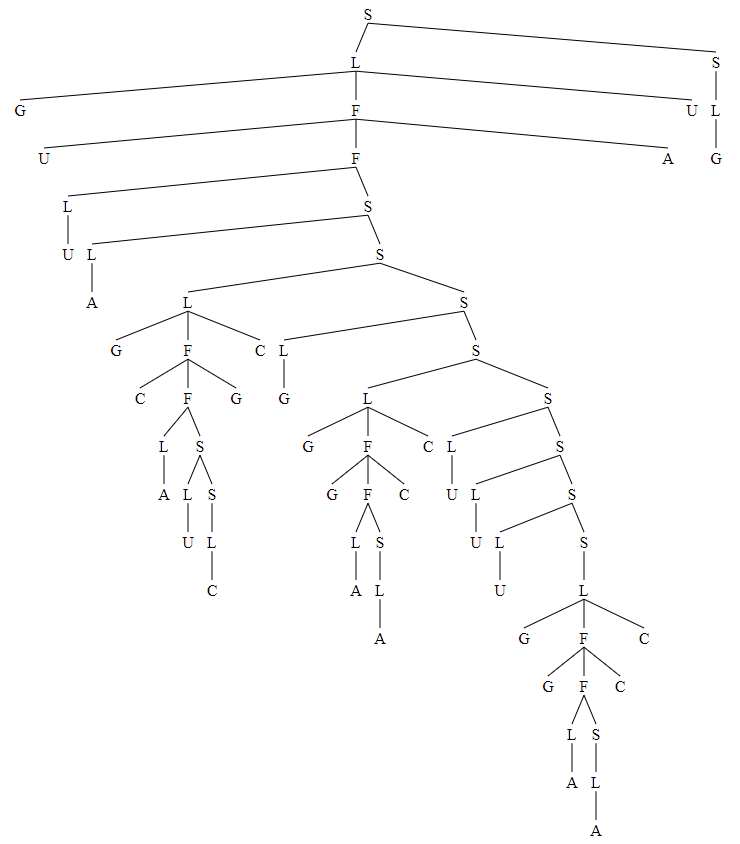 S
L S
G F U L
U F A G
L S
U L S
A L S
G F C L S
C F G G L S
L S G F C L S
A L S G F C U L S
U L L S U L S
C A L U L
A G F C
G F C
L S
A L
A